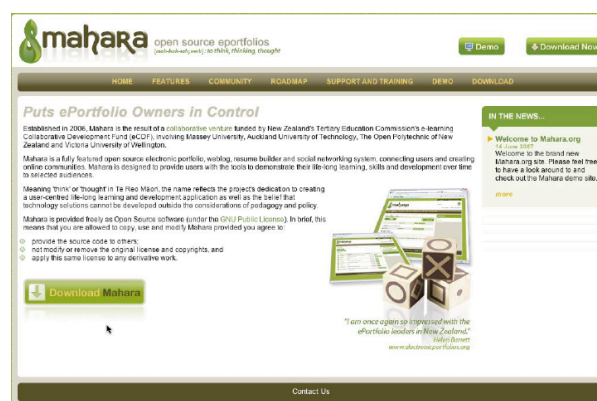 mahara
open source eportfolios
(mah-hah-rah; verb) : to think, thinking, thought
Demo
Download Now
HOME FEATURES COMMUNITY ROADMAP SUPPORT AND TRAINING DEMO DOWNLOAD
Puts ePortfolio Owners in Control
Established in 2006, Mahara is the result of a collaborative venture funded by New Zealand's Tertiary Education Commission's e-learning
Collaborative Development Fund (eCDF), involving Massey University, Auckland University of Technology, The Open Polytechnic of New
Zealand and Victoria University of Wellington.
Mahara is a fully featured open source electronic portfolio, weblog, resume builder and social networking system, connecting users and creating
online communities. Mahara is designed to provide users with the tools to demonstrate their life-long learning, skills and development over time
to selected audiences.
Meaning 'think' or 'thought' in Te Reo Māori, the name reflects the project's dedication to creating
a user-centred life-long learning and development application as well as the belief that
technology solutions cannot be developed outside the considerations of pedagogy and policy.
Mahara is provided freely as Open Source software (under the GNU Public License). In brief, this
means that you are allowed to copy, use and modify Mahara provided you agree to:
provide the source code to others;
not modify or remove the original license and copyrights, and
apply this same license to any derivative work.
Download Mahara
"I am once again so impressed with the
ePortfolio leaders in New Zealand."
Helen Barrett
www.electronicportfolios.org
IN THE NEWS...
Welcome to Mahara.org
14 June 2007
Welcome to the brand new
Mahara.org site. Please feel free
to have a look around to and
check out the Mahara demo site.
more
Contact Us